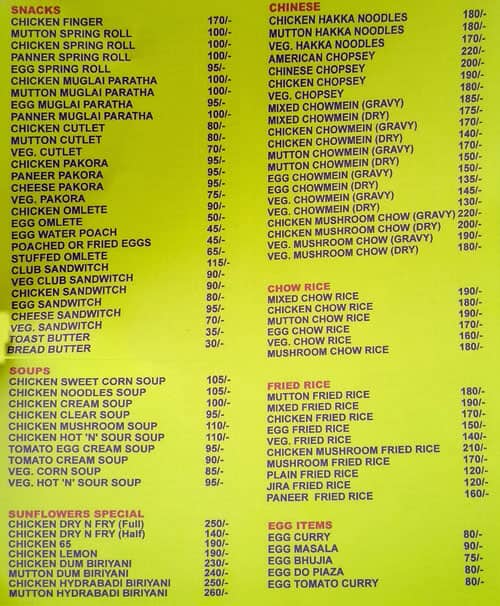 SNACKS
CHICKEN FINGER 170/-
MUTTON SPRING ROLL 100/-
CHICKEN SPRING ROLL 100/-
PANNER SPRING ROLL 100/-
EGG SPRING ROLL 95/-
CHICKEN MUGLAI PARATHA 100/-
MUTTON MUGLAI PARATHA 100/-
EGG MUGLAI PARATHA 95/-
PANNER MUGLAI PARATHA 100/-
CHICKEN CUTLET 80/-
MUTTON CUTLET 80/-
VEG. CUTLET 70/-
CHICKEN PAKORA 95/-
PANEER PAKORA 95/-
CHEESE PAKORA 95/-
VEG. PAKORA 75/-
CHICKEN OMLETE 90/-
EGG OMLETE 50/-
EGG WATER POACH 45/-
POACHED OR FRIED EGGS 45/-
STUFFED OMLETE 65/-
CLUB SANDWITCH 115/-
VEG CLUB SANDWITCH 90/-
CHICKEN SANDWITCH 90/-
EGG SANDWITCH 80/-
CHEESE SANDWITCH 95/-
VEG. SANDWITCH 70/-
TOAST BUTTER 35/-
BREAD BUTTER 30/-
SOUPS
CHICKEN SWEET CORN SOUP 105/-
CHICKEN NOODLES SOUP 105/-
CHICKEN CREAM SOUP 100/-
CHICKEN CLEAR SOUP 95/-
CHICKEN MUSHROOM SOUP 110/-
CHICKEN HOT 'N' SOUR SOUP 110/-
TOMATO EGG CREAM SOUP 95/-
TOMATO CREAM SOUP 90/-
VEG. CORN SOUP 85/-
VEG. HOT 'N' SOUR SOUP 95/-
SUNFLOWERS SPECIAL
CHICKEN DRY N FRY (Full) 250/-
CHICKEN DRY N FRY (Half) 140/-
CHICKEN 65 190/-
CHICKEN LEMON 190/-
CHICKEN DUM BIRIYANI 230/-
MUTTON DUM BIRIYANI 240/-
CHICKEN HYDRABADI BIRIYANI 250/-
MUTTON HYDRABADI BIRIYANI 260/-
CHINESE
CHICKEN HAKKA NOODLES 180/-
MUTTON HAKKA NOODLES 180/-
VEG. HAKKA NOODLES 170/-
AMERICAN CHOPSEY 220/-
CHINESE CHOPSEY 200/-
CHICKEN CHOPSEY 190/-
VEG. CHOPSEY 180/-
MIXED CHOWMEIN (GRAVY) 185/-
MIXED CHOWMEIN (DRY) 175/-
CHICKEN CHOWMEIN (GRAVY) 170/-
CHICKEN CHOWMEIN (DRY) 140/-
MUTTON CHOWMEIN (GRAVY) 170/-
MUTTON CHOWMEIN (DRY) 150/-
EGG CHOWMEIN (GRAVY) 150/-
EGG CHOWMEIN (DRY) 135/-
VEG. CHOWMEIN (GRAVY) 145/-
VEG. CHOWMEIN (DRY) 130/-
CHICKEN MUSHROOM CHOW (GRAVY) 220/-
CHICKEN MUSHROOM CHOW (DRY) 200/-
VEG. MUSHROOM CHOW (GRAVY) 190/-
VEG. MUSHROOM CHOW (DRY) 180/-
CHOW RICE
MIXED CHOW RICE 190/-
CHICKEN CHOW RICE 180/-
MUTTON CHOW RICE 190/-
EGG CHOW RICE 170/-
VEG. CHOW RICE 160/-
MUSHROOM CHOW RICE 180/-
FRIED RICE
MUTTON FRIED RICE 180/-
MIXED FRIED RICE 190/-
CHICKEN FRIED RICE 170/-
EGG FRIED RICE 150/-
VEG. FRIED RICE 140/-
CHICKEN MUSHROOM FRIED RICE 210/-
MUSHROOM FRIED RICE 170/-
PLAIN FRIED RICE 120/-
JIRA FRIED RICE 120/-
PANEER FRIED RICE 160/-
EGG ITEMS
EGG CURRY 80/-
EGG MASALA 90/-
EGG BHUJIA 75/-
EGG DO PIAZA 80/-
EGG TOMATO CURRY 80/-